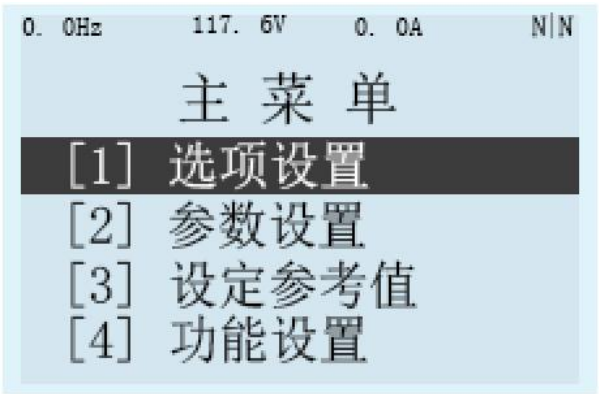 0. 0Hz 117. 6V 0. 0A N|N
主 菜 单
[1] 选项设置
[2] 参数设置
[3] 设定参考值
[4] 功能设置